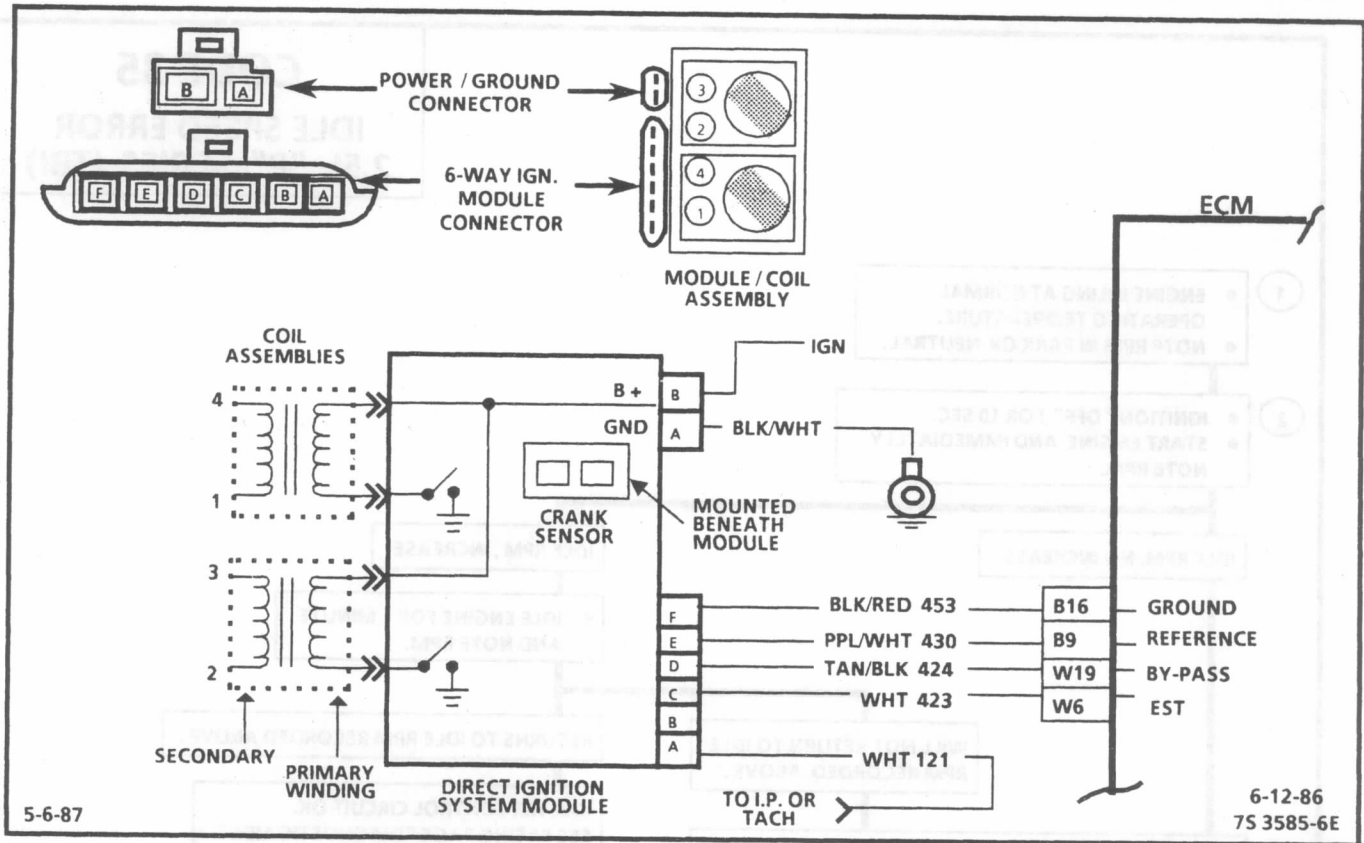 B
A
POWER / GROUND
CONNECTOR
F E D C B A
6-WAY IGN.
MODULE
CONNECTOR
3
2
4
1
MODULE / COIL
ASSEMBLY
ECM
COIL
ASSEMBLIES
4
1
3
2
SECONDARY
PRIMARY
WINDING
B +
GND
B
A
IGN
BLK/WHT
CRANK
SENSOR
MOUNTED
BENEATH
MODULE
F
E
D
C
B
A
BLK/RED 453
PPL/WHT 430
TAN/BLK 424
WHT 423
B16
B9
W19
W6
GROUND
REFERENCE
BY-PASS
EST
WHT 121
TO I.P. OR
TACH
DIRECT IGNITION
SYSTEM MODULE
5-6-87
6-12-86
7S 3585-6E